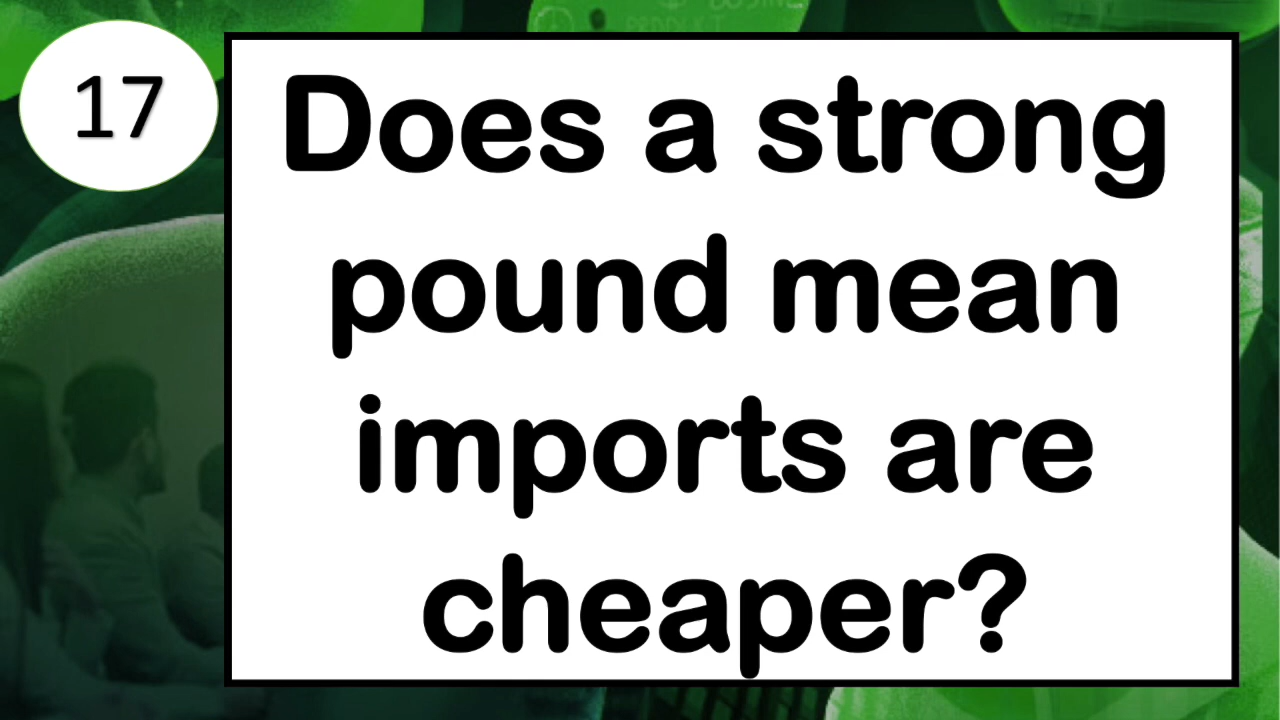 17
Does a strong
pound mean
imports are
cheaper?